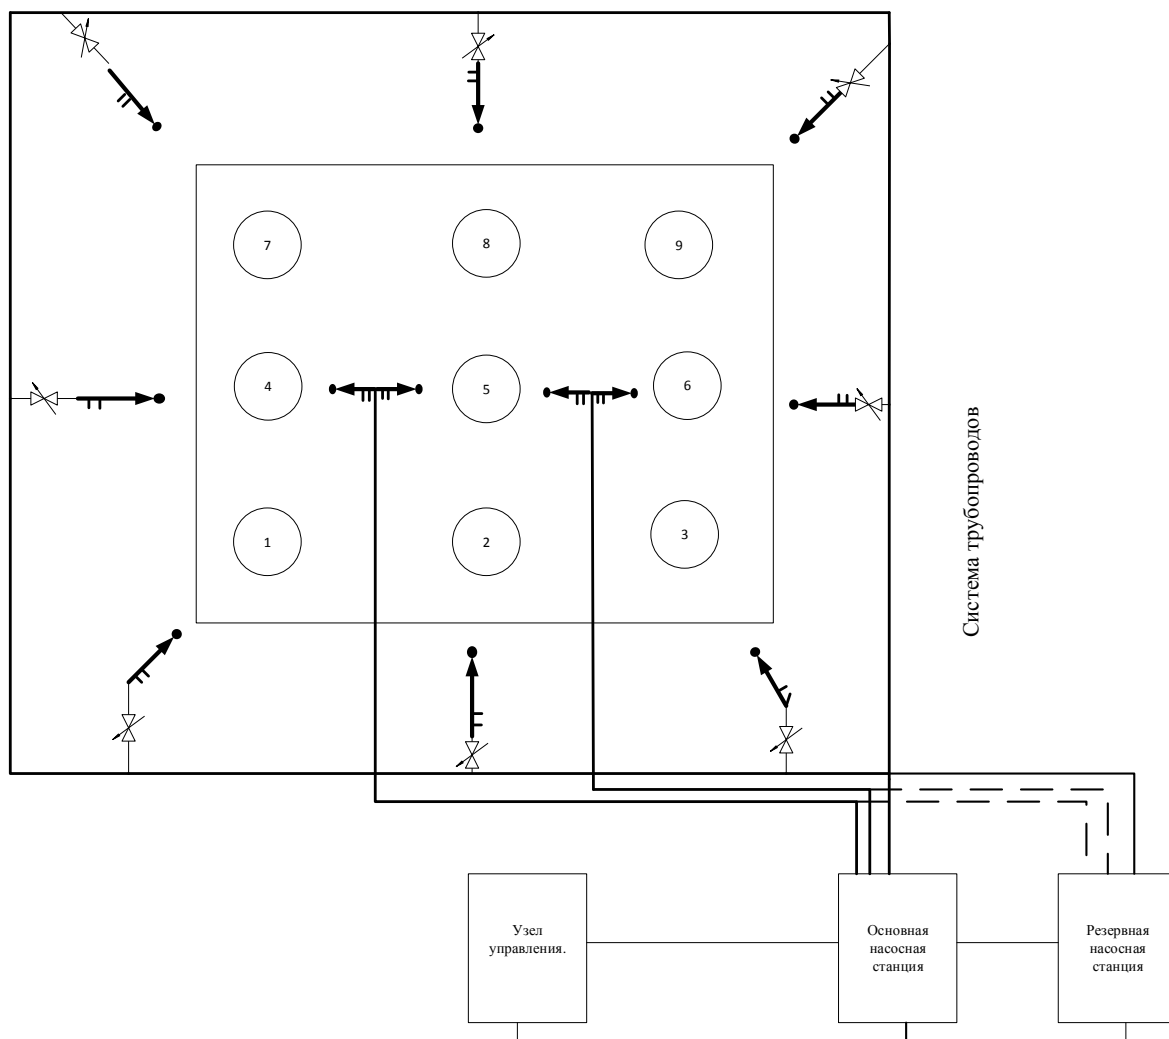 7
8
9
4
5
6
1
2
3
Система трубопроводов
Узел
управления.
Основная
насосная
станция
Резервная
насосная
станция